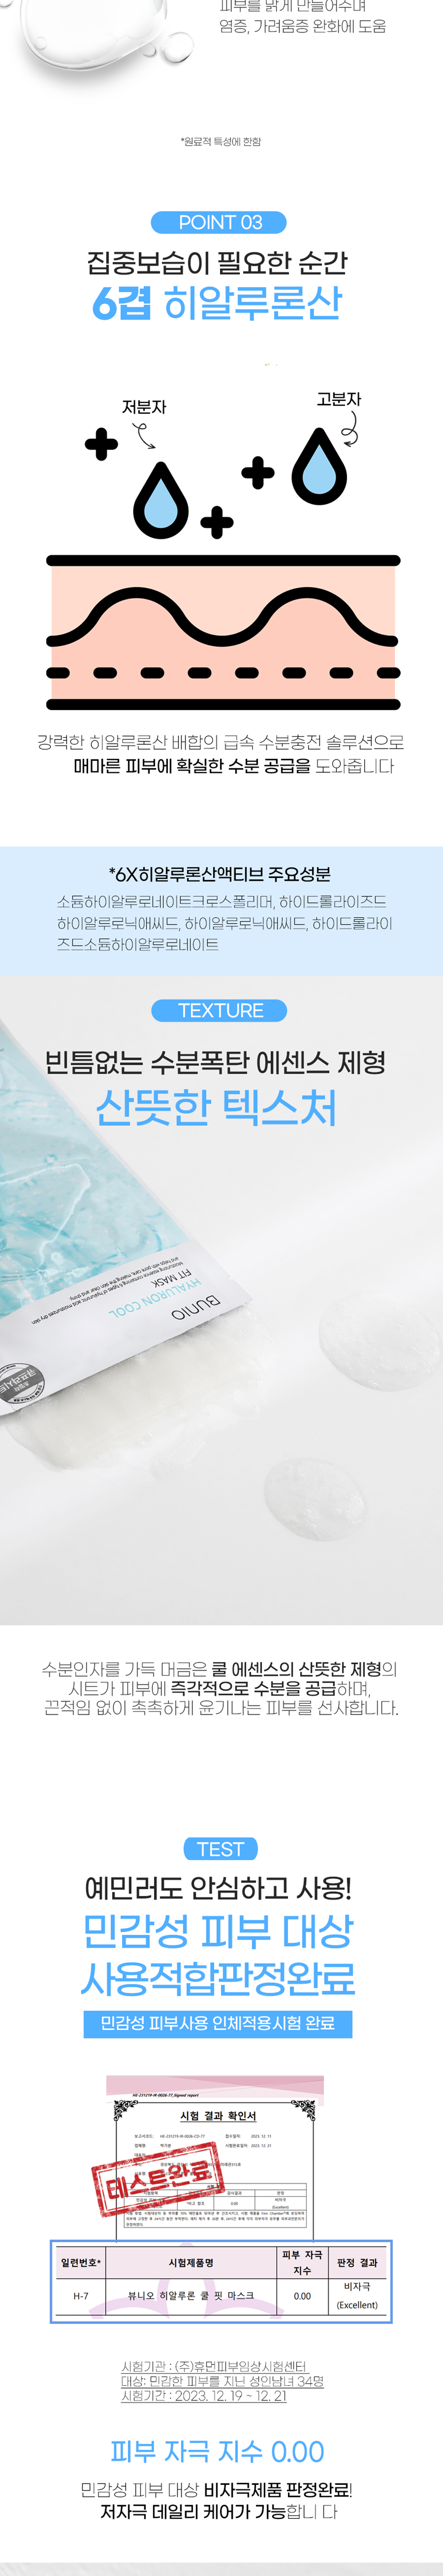 피부를 맑게 만들어주며
염증, 가려움증 완화에 도움
*원료적 특성에 한함
POINT 03
집중보습이 필요한 순간
6겹 히알루론산
저분자
고분자
강력한 히알루론산 배합의 급속 수분충전 솔루션으로
매마른 피부에 확실한 수분 공급을 도와줍니다
*6X히알루론산액티브 주요성분
소듐하이알루로네이트크로스폴리머, 하이드롤라이즈드
하이알루로닉애씨드, 하이알루로닉애씨드, 하이드롤라이
즈드소듐하이알루로네이트
TEXTURE
빈틈없는 수분폭탄 에센스 제형
산뜻한 텍스처
BUNIO
HYALURON COOL
FIT MASK
수분인자를 가득 머금은 쿨 에센스의 산뜻한 제형의
시트가 피부에 즉각적으로 수분을 공급하며,
끈적임 없이 촉촉하게 윤기나는 피부를 선사합니다.
TEST
예민러도 안심하고 사용!
민감성 피부 대상
사용적합판정완료
민감성 피부사용 인체적용시험 완료
시험 결과 확인서
테스트완료
일련번호* 시험제품명 피부 자극 지수 판정 결과
H-7 뷰니오 히알루론 쿨 핏 마스크 0.00 비자극 (Excellent)
시험기관 : (주)휴먼피부임상시험센터
대상: 민감한 피부를 지닌 성인남녀 34명
시험기간 : 2023. 12. 19 ~ 12. 21
피부 자극 지수 0.00
민감성 피부 대상 비자극제품 판정완료!
저자극 데일리 케어가 가능합니 다